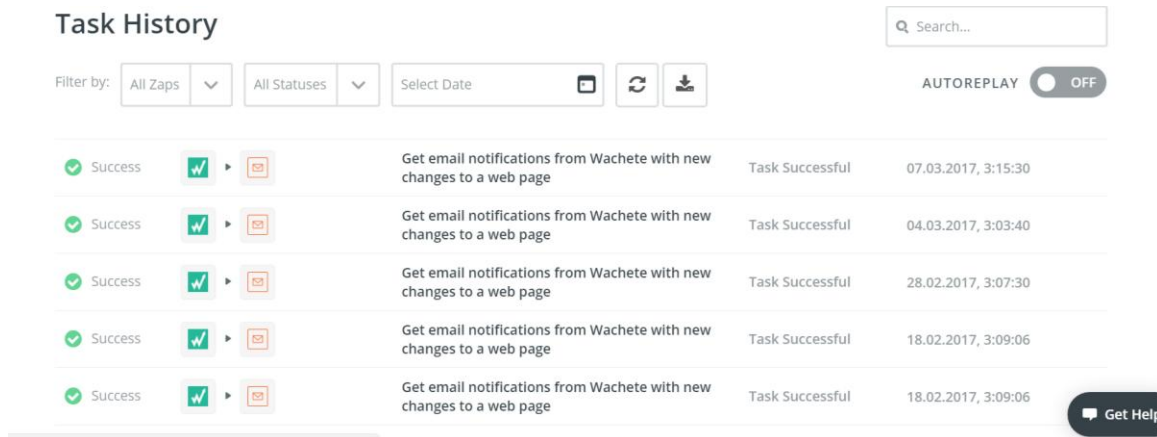 Task History
Search...
Filter by:
All Zaps
All Statuses
Select Date
AUTOREPLAY
OFF
Success
Get email notifications from Wachete with new
changes to a web page
Task Successful
07.03.2017, 3:15:30
Success
Get email notifications from Wachete with new
changes to a web page
Task Successful
04.03.2017, 3:03:40
Success
Get email notifications from Wachete with new
changes to a web page
Task Successful
28.02.2017, 3:07:30
Success
Get email notifications from Wachete with new
changes to a web page
Task Successful
18.02.2017, 3:09:06
Success
Get email notifications from Wachete with new
changes to a web page
Task Successful
18.02.2017, 3:09:06
Get Help